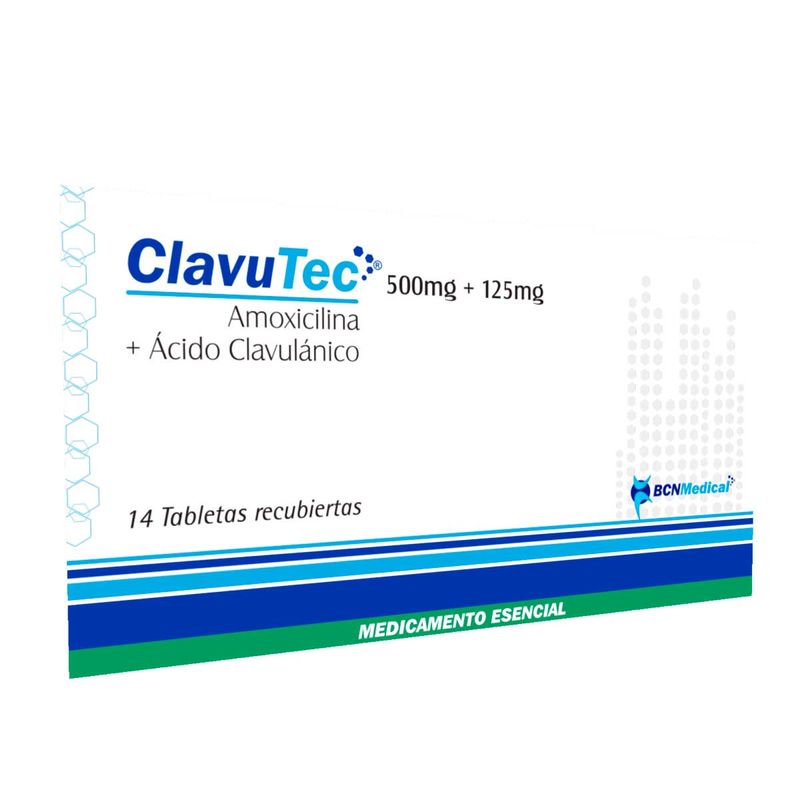 ClavuTec® 500mg + 125mg
Amoxicilina
+ Ácido Clavulánico
14 Tabletas recubiertas
BCNMedical
MEDICAMENTO ESENCIAL